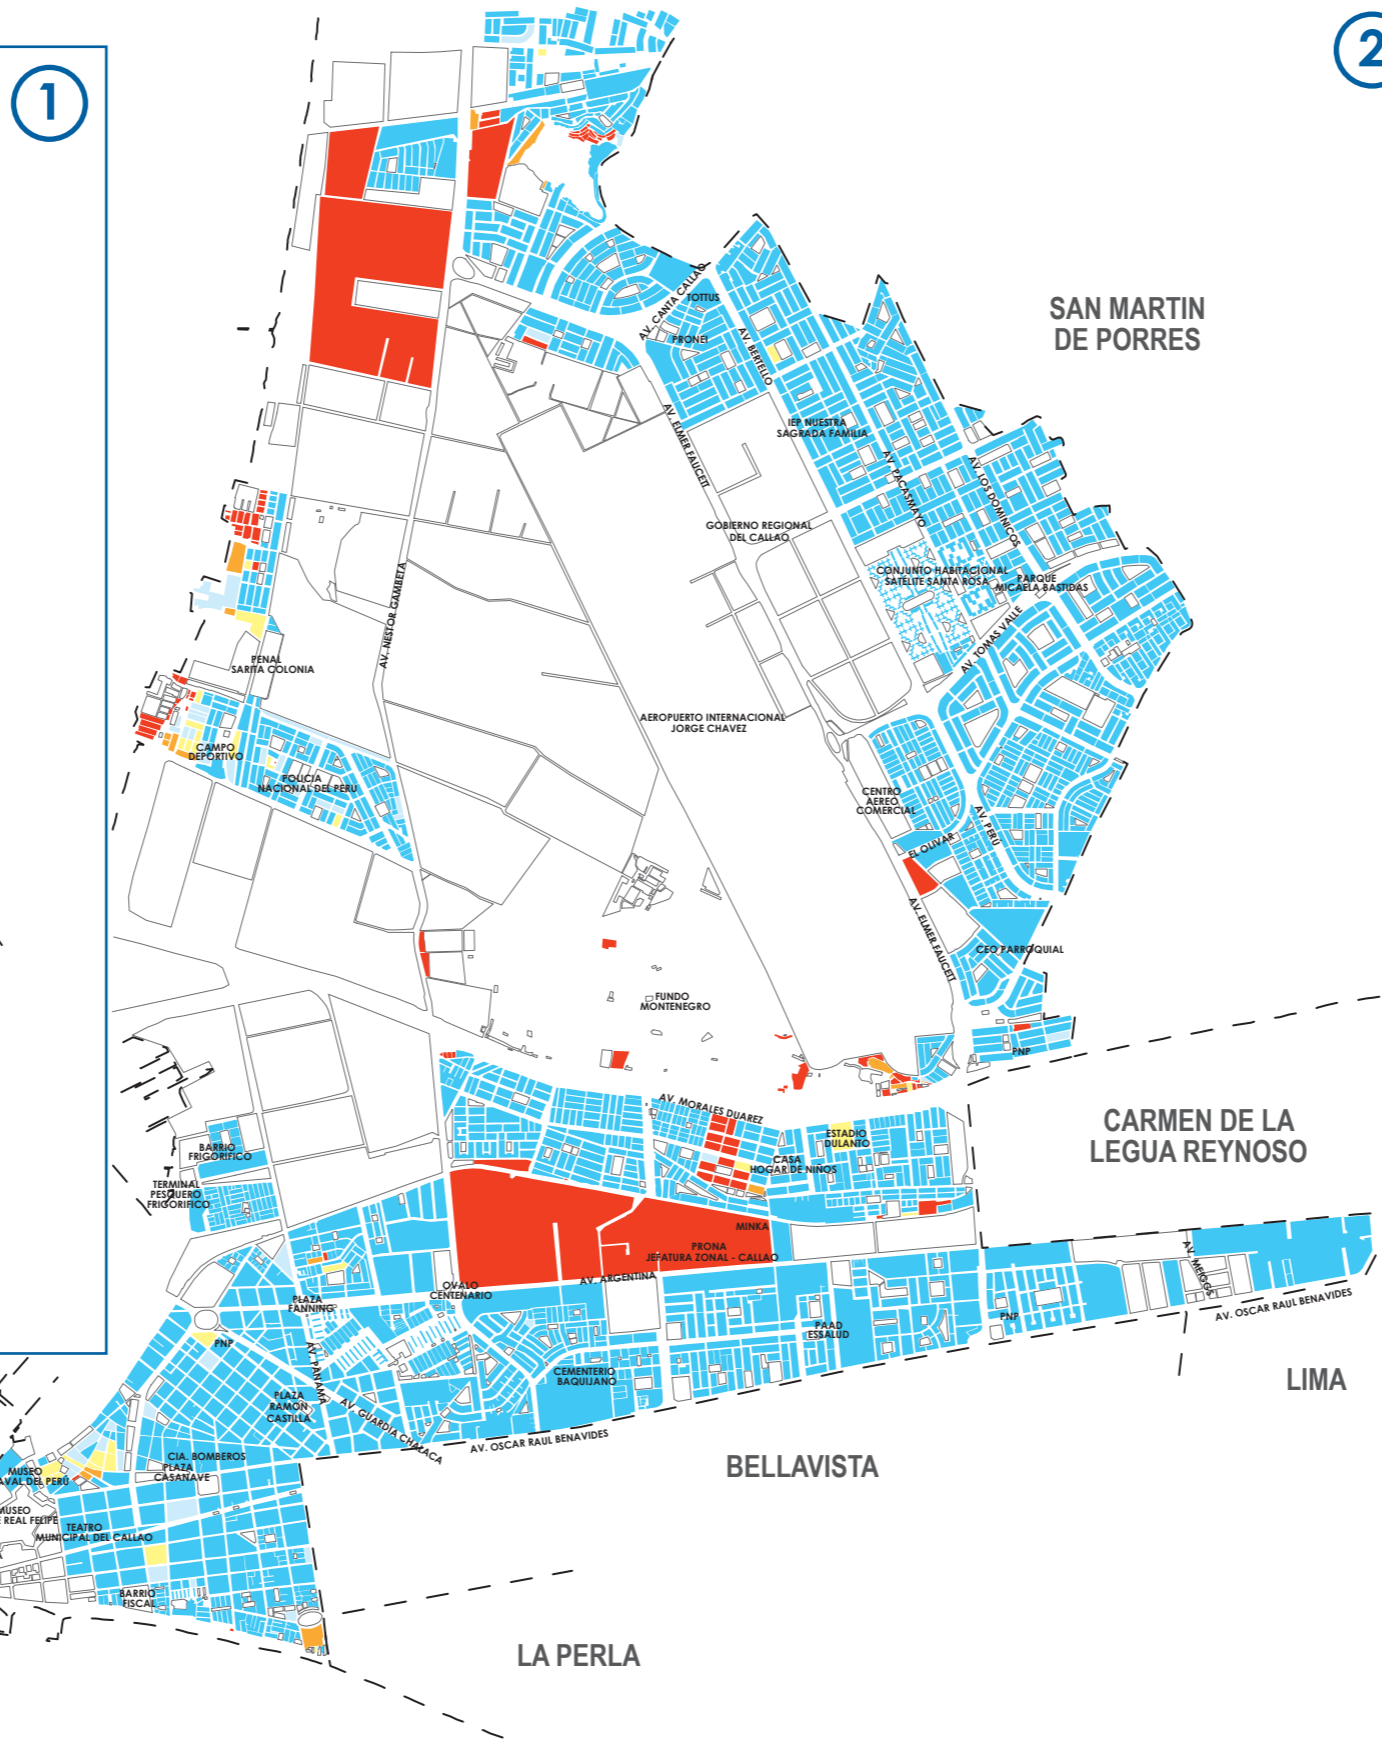 1
2
SAN MARTIN
DE PORRES
AV. CANTA CALLAO
TOTTUS
PRONEI
AV. BERTELLO
AV. ELMER FAUCETT
IEP NUESTRA
SAGRADA FAMILIA
AV. PACASMAYO
AV. LOS DOMINICOS
GOBIERNO REGIONAL
DEL CALLAO
CONJUNTO HABITACIONAL
SATELITE SANTA ROSA
PARQUE
MICAELA BASTIDAS
AV. TOMAS VALLE
AV. NESTOR GAMBETA
PENAL
SARITA COLONIA
AEROPUERTO INTERNACIONAL
JORGE CHAVEZ
CAMPO
DEPORTIVO
POLICIA
NACIONAL DEL PERU
CENTRO
AEREO
COMERCIAL
EL OLIVAR
AV. PERÚ
AV. ELMER FAUCETT
CEO PARROQUIAL
FUNDO
MONTENEGRO
PNP
AV. MORALES DUAREZ
CARMEN DE LA
LEGUA REYNOSO
ESTADIO
DULANTO
CASA
HOGAR DE NIÑOS
BARRIO
FRIGORIFICO
TERMINAL
PESQUERO
FRIGORIFICO
MINKA
PRONA
JEFATURA ZONAL - CALLAO
AV. ARGENTINA
OVALO
CENTENARIO
PLAZA
FANNING
AV. MEIGGS
AV. OSCAR RAUL BENAVIDES
PNP
PAAD
ESSALUD
PNP
AV. PANAMA
CEMENTERIO
BAQUIJANO
LIMA
PLAZA
RAMON
CASTILLA
AV. GUARDIA CHALACA
AV. OSCAR RAUL BENAVIDES
BELLAVISTA
CIA. BOMBEROS
PLAZA
CASANAVE
MUSEO
AVAL DEL PERÚ
MUSEO
E REAL FELIPE
TEATRO
MUNICIPAL DEL CALLAO
BARRIO
FISCAL
LA PERLA